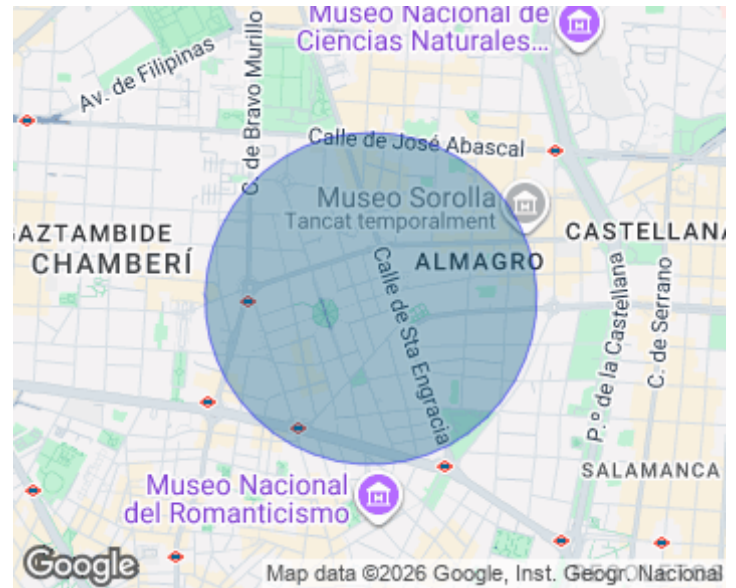 Museo Nacional de
Ciencias Naturales...
Av. de Filipinas
C. de Bravo Murillo
Calle de José Abascal
Museo Sorolla
Tancat temporalment
GAZTAMBIDE
CHAMBERÍ
ALMAGRO
CASTELLANA
Calle de Sta Engracia
P.º de la Castellana
C. de Serrano
SALAMANCA
Museo Nacional
del Romanticismo
Google
Map data ©2026 Google, Inst. Geogr. Nacional